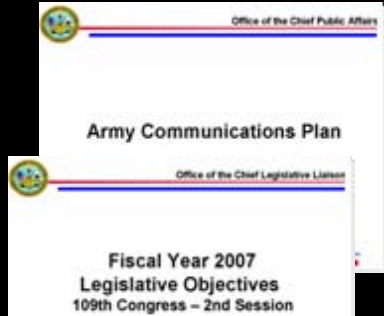 Office of the Chief Public Affairs
Army Communications Plan
Office of the Chief Legislative Liaison
Fiscal Year 2007
Legislative Objectives
109th Congress – 2nd Session